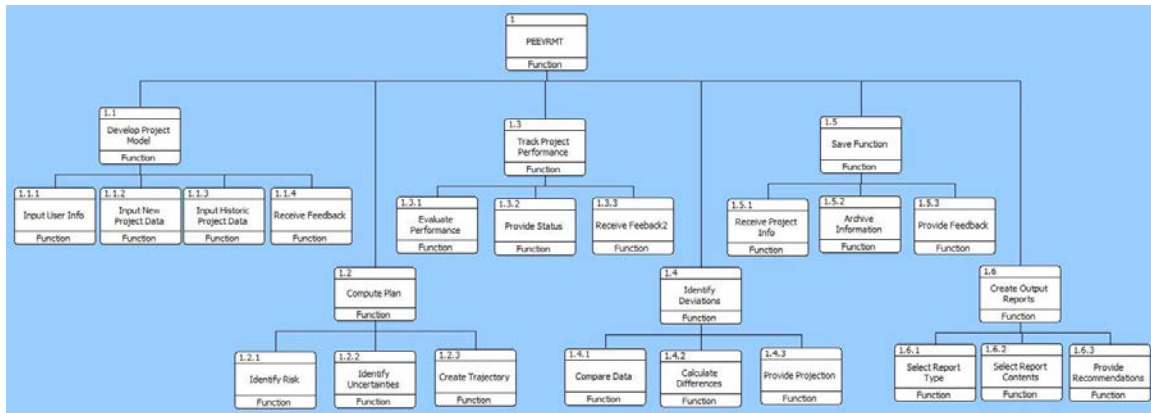 1
PEEVRMT
Function
1.1
Develop Project
Model
Function
1.3
Track Project
Performance
Function
1.5
Save Function
Function
1.1.1
Input User Info
Function
1.1.2
Input New
Project Data
Function
1.1.3
Input Historic
Project Data
Function
1.1.4
Receive Feedback
Function
1.3.1
Evaluate
Performance
Function
1.3.2
Provide Status
Function
1.3.3
Receive Feeback2
Function
1.5.1
Receive Project
Info
Function
1.5.2
Archive
Information
Function
1.5.3
Provide Feedback
Function
1.2
Compute Plan
Function
1.4
Identify
Deviations
Function
1.6
Create Output
Reports
Function
1.2.1
Identify Risk
Function
1.2.2
Identify
Uncertainties
Function
1.2.3
Create Trajectory
Function
1.4.1
Compare Data
Function
1.4.2
Calculate
Differences
Function
1.4.3
Provide Projection
Function
1.6.1
Select Report
Type
Function
1.6.2
Select Report
Contents
Function
1.6.3
Provide
Recommendations
Function